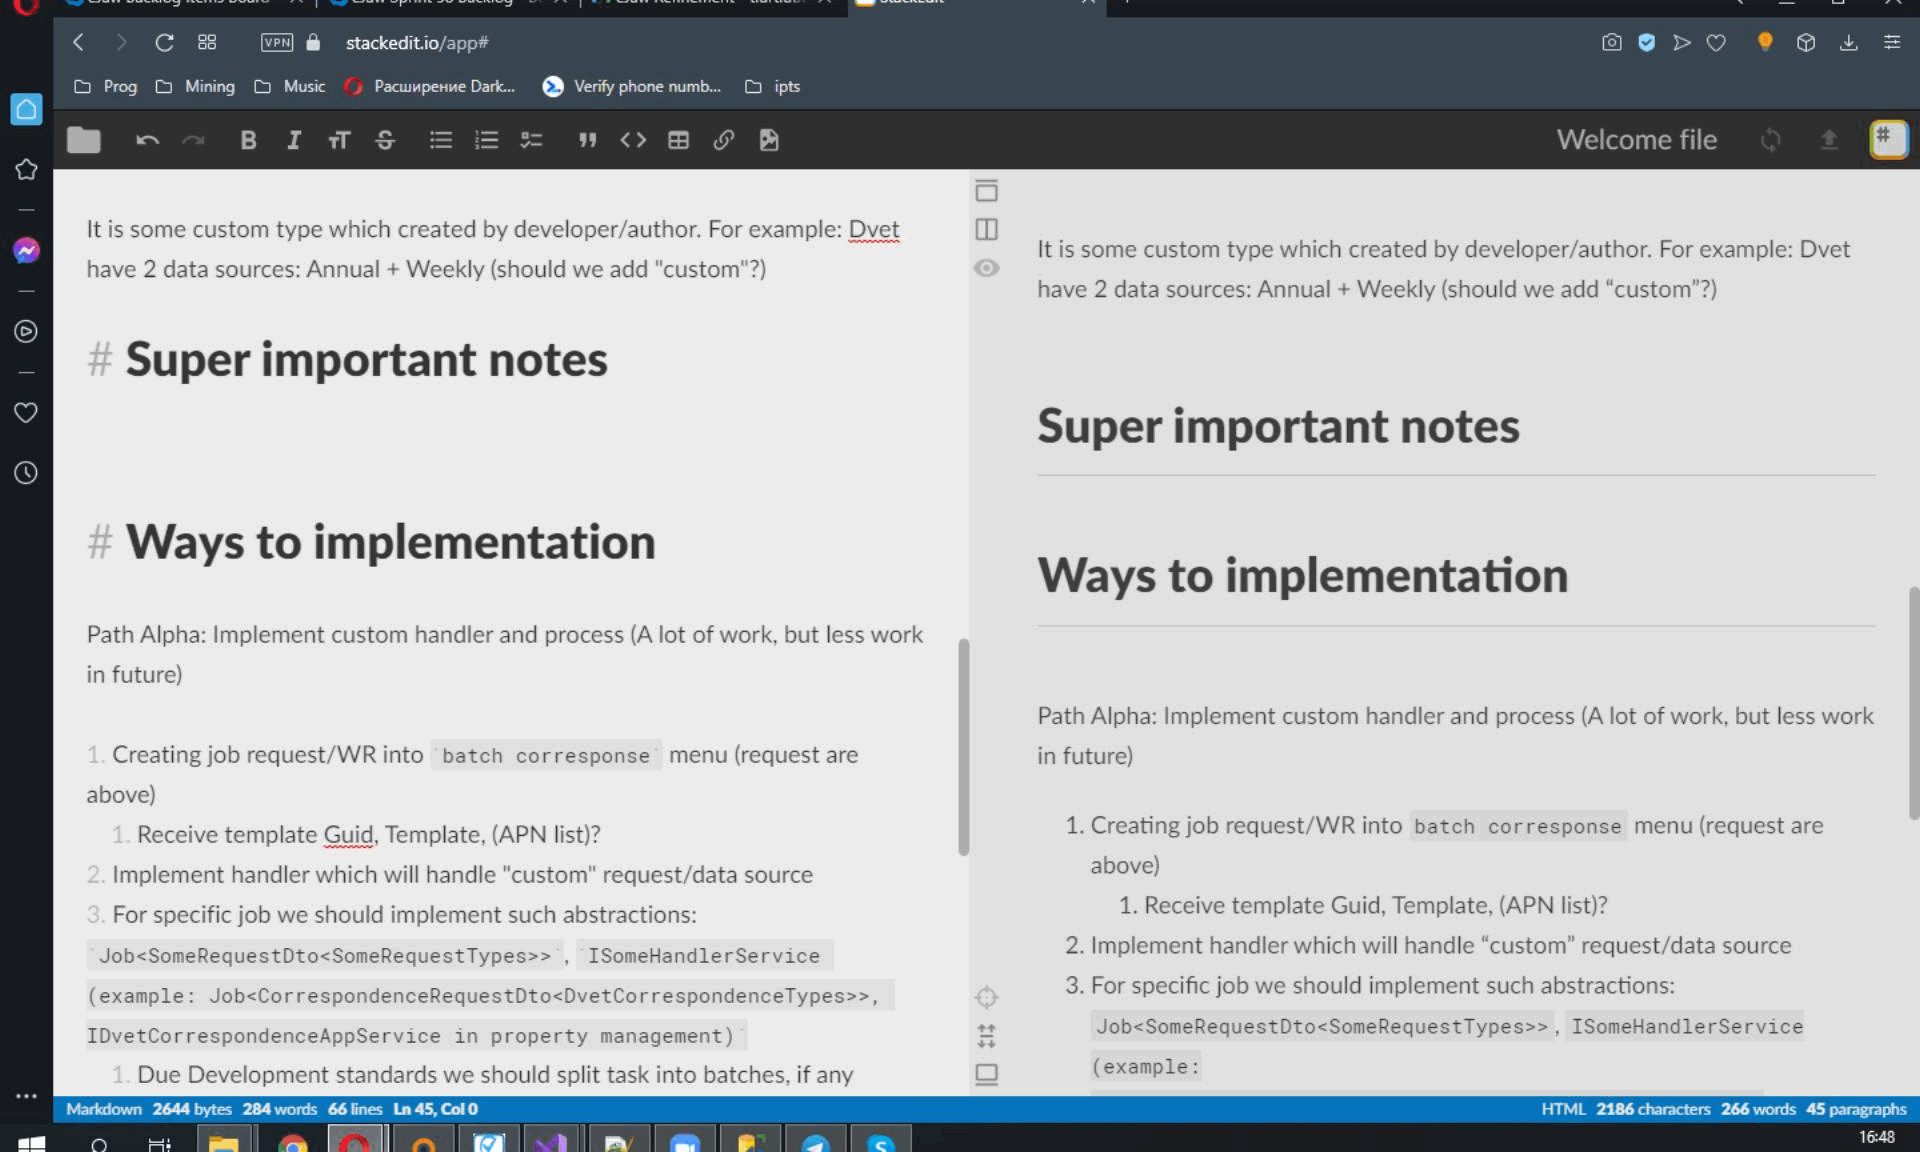 StackEdit
VPN
stackedit.io/app#
Prog
Mining
Music
Расширение Dark...
Verify phone numb...
ipts
Welcome file
It is some custom type which created by developer/author. For example: Dvet
have 2 data sources: Annual + Weekly (should we add "custom"?)
# Super important notes
# Ways to implementation
Path Alpha: Implement custom handler and process (A lot of work, but less work
in future)
1. Creating job request/WR into `batch corresponse` menu (request are
above)
1. Receive template Guid, Template, (APN list)?
2. Implement handler which will handle "custom" request/data source
3. For specific job we should implement such abstractions:
`Job<SomeRequestDto<SomeRequestTypes>>`, `ISomeHandlerService
(example: Job<CorrespondenceRequestDto<DvetCorrespondenceTypes>>,
IDvetCorrespondenceAppService in property management)`
1. Due Development standards we should split task into batches, if any
It is some custom type which created by developer/author. For example: Dvet
have 2 data sources: Annual + Weekly (should we add “custom”?)
Super important notes
Ways to implementation
Path Alpha: Implement custom handler and process (A lot of work, but less work
in future)
1. Creating job request/WR into batch corresponse menu (request are
above)
1. Receive template Guid, Template, (APN list)?
2. Implement handler which will handle “custom” request/data source
3. For specific job we should implement such abstractions:
Job<SomeRequestDto<SomeRequestTypes>>, ISomeHandlerService
(example:
Markdown 2644 bytes 284 words 66 lines Ln 45, Col 0
HTML 2186 characters 266 words 45 paragraphs
16:48